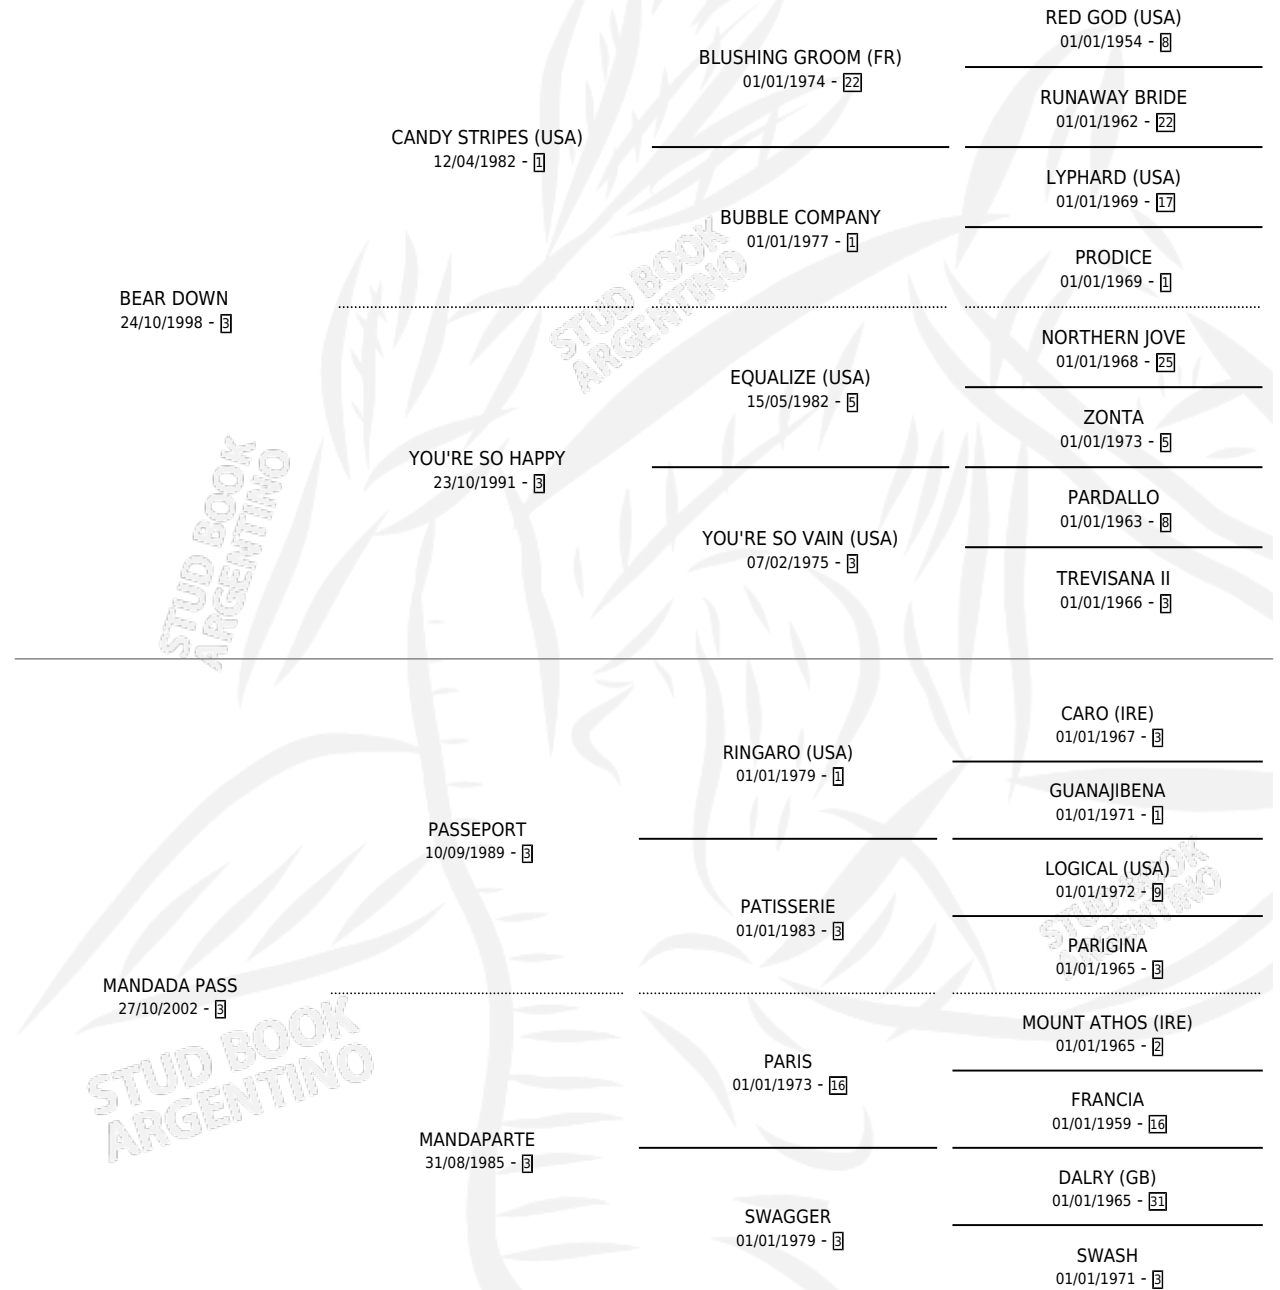 RED GOD (USA)
01/01/1954 - 8
BLUSHING GROOM (FR)
01/01/1974 - 22
RUNAWAY BRIDE
01/01/1962 - 22
CANDY STRIPES (USA)
12/04/1982 - 1
LYPHARD (USA)
01/01/1969 - 17
BUBBLE COMPANY
01/01/1977 - 1
PRODICE
01/01/1969 - 1
BEAR DOWN
24/10/1998 - 3
NORTHERN JOVE
01/01/1968 - 25
EQUALIZE (USA)
15/05/1982 - 5
ZONTA
01/01/1973 - 5
YOU'RE SO HAPPY
23/10/1991 - 3
PARDALLO
01/01/1963 - 8
YOU'RE SO VAIN (USA)
07/02/1975 - 3
TREVISANA II
01/01/1966 - 3
CARO (IRE)
01/01/1967 - 3
RINGARO (USA)
01/01/1979 - 1
GUANAJIBENA
01/01/1971 - 1
PASSEPORT
10/09/1989 - 3
LOGICAL (USA)
01/01/1972 - 9
PATISSERIE
01/01/1983 - 3
PARIGINA
01/01/1965 - 3
MANDADA PASS
27/10/2002 - 3
MOUNT ATHOS (IRE)
01/01/1965 - 2
PARIS
01/01/1973 - 16
FRANCIA
01/01/1959 - 16
MANDAPARTE
31/08/1985 - 3
DALRY (GB)
01/01/1965 - 31
SWAGGER
01/01/1979 - 3
SWASH
01/01/1971 - 3
STUD BOOK
ARGENTINO
STUD BOOK
ARGENTINO
STUD BOOK
ARGENTINO
STUD BOOK
ARGENTINO